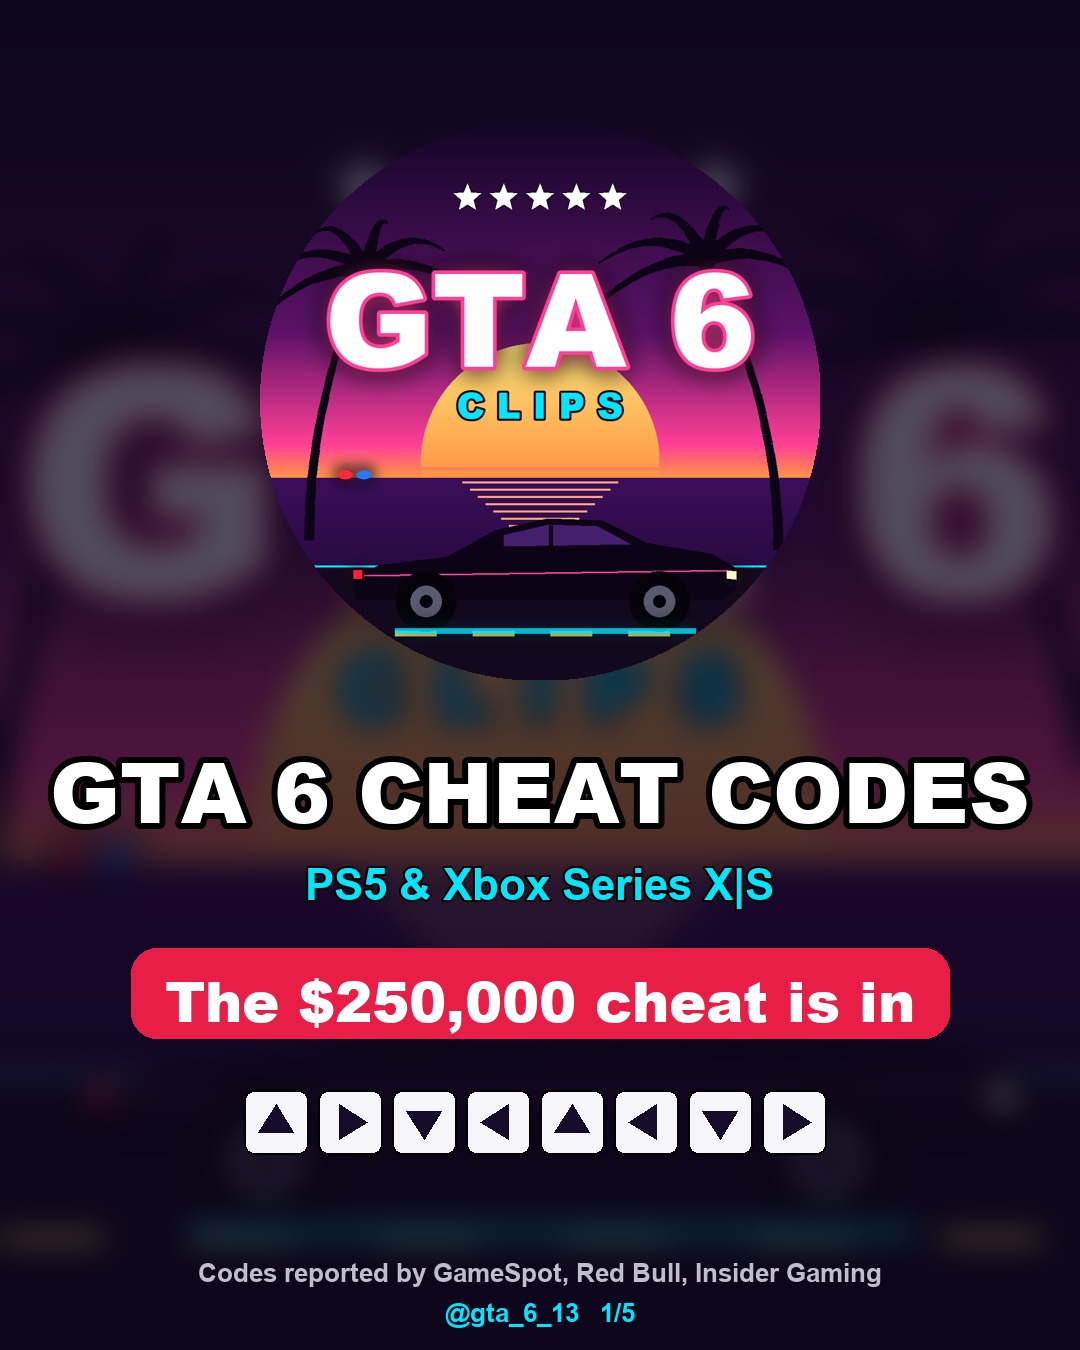 GTA 6
CLIPS
GTA 6 CHEAT CODES
PS5 & Xbox Series X|S
The $250,000 cheat is in
Codes reported by GameSpot, Red Bull, Insider Gaming
@gta_6_13 1/5